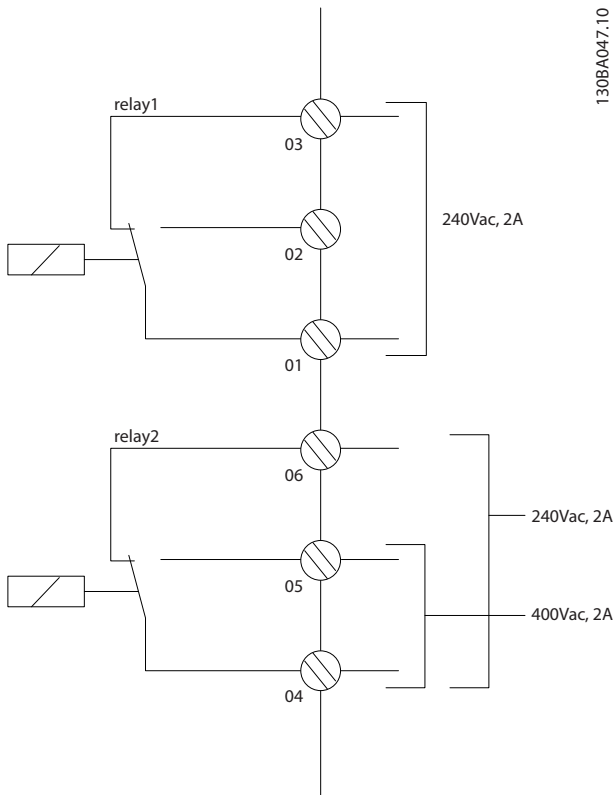 130BA047.10
relay1
03
240Vac, 2A
02
01
relay2
06
240Vac, 2A
05
400Vac, 2A
04